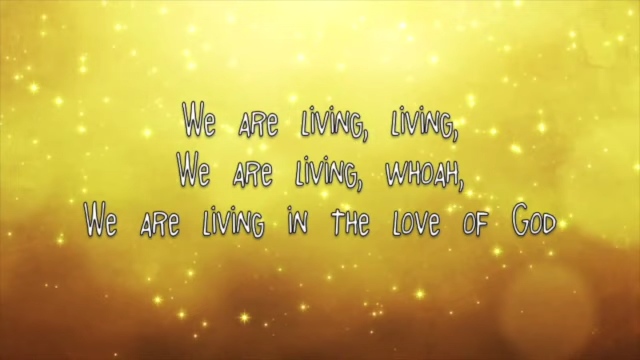 We are living, living,
We are living, whoah,
We are living in the love of God